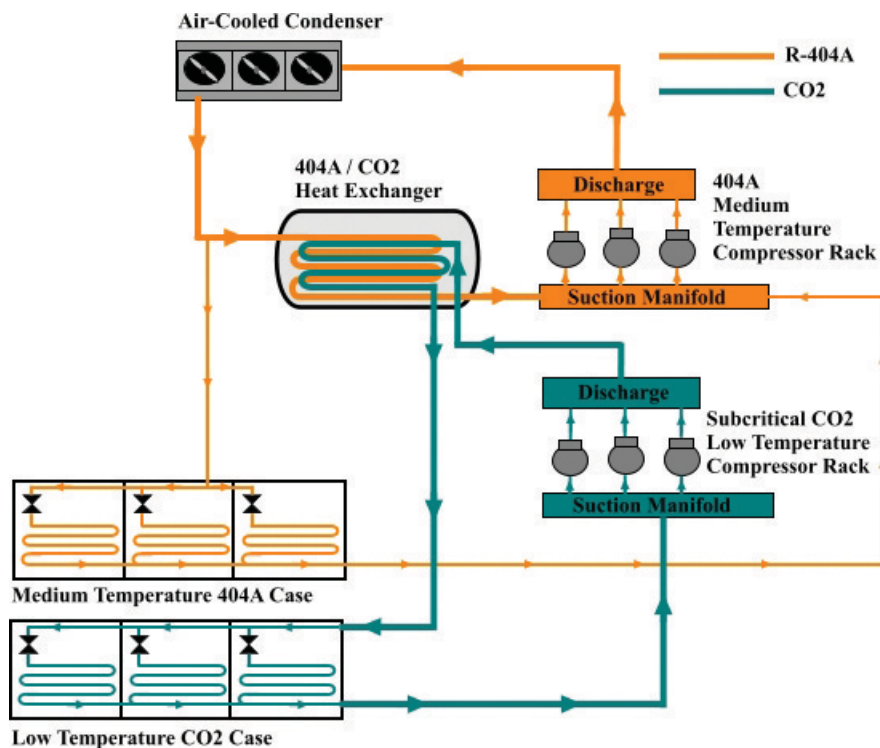 Air-Cooled Condenser
R-404A
CO2
404A / CO2
Heat Exchanger
Discharge
404A
Medium
Temperature
Compressor Rack
Suction Manifold
Discharge
Subcritical CO2
Low Temperature
Compressor Rack
Suction Manifold
Medium Temperature 404A Case
Low Temperature CO2 Case